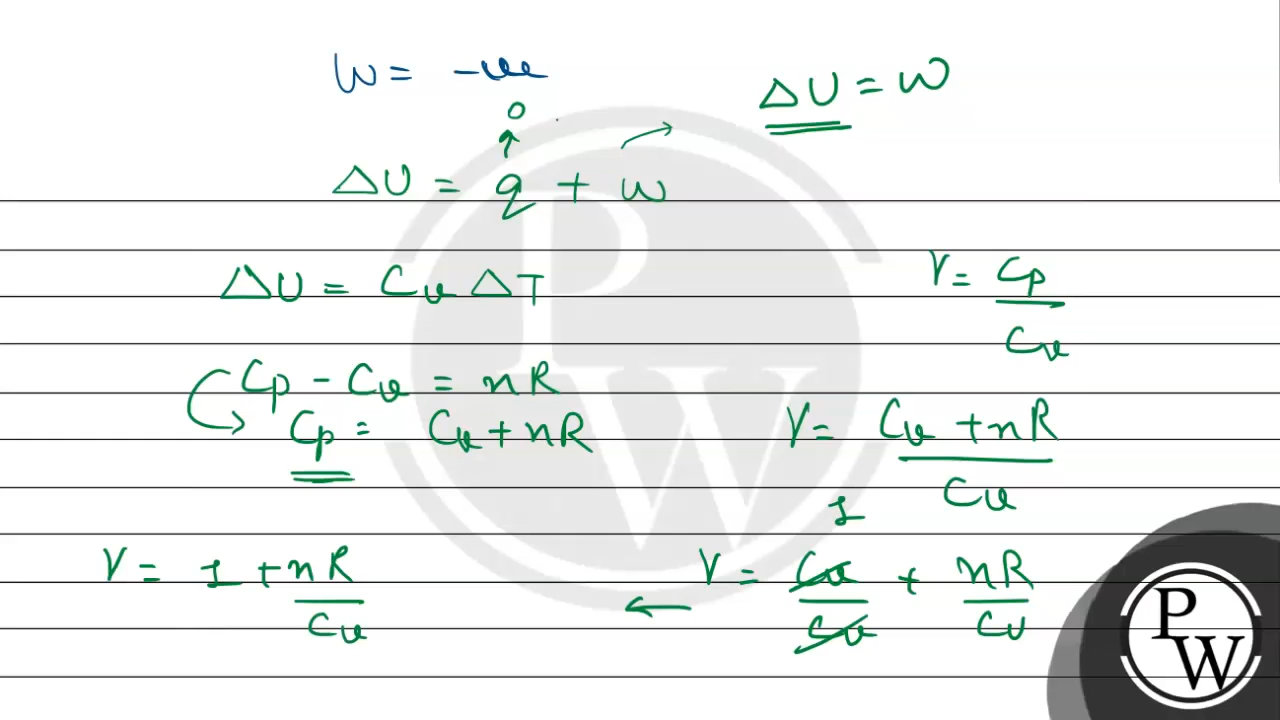 W = -ve
ΔU = W
0
↑
ΔU = q + w
ΔU = Cv ΔT
γ = Cp / Cv
Cp - Cv = nR
Cp = Cv + nR
γ = (Cv + nR) / Cv
1
γ = Cv / Cv + nR / Cv
γ = 1 + nR / Cv
P
W
P
W